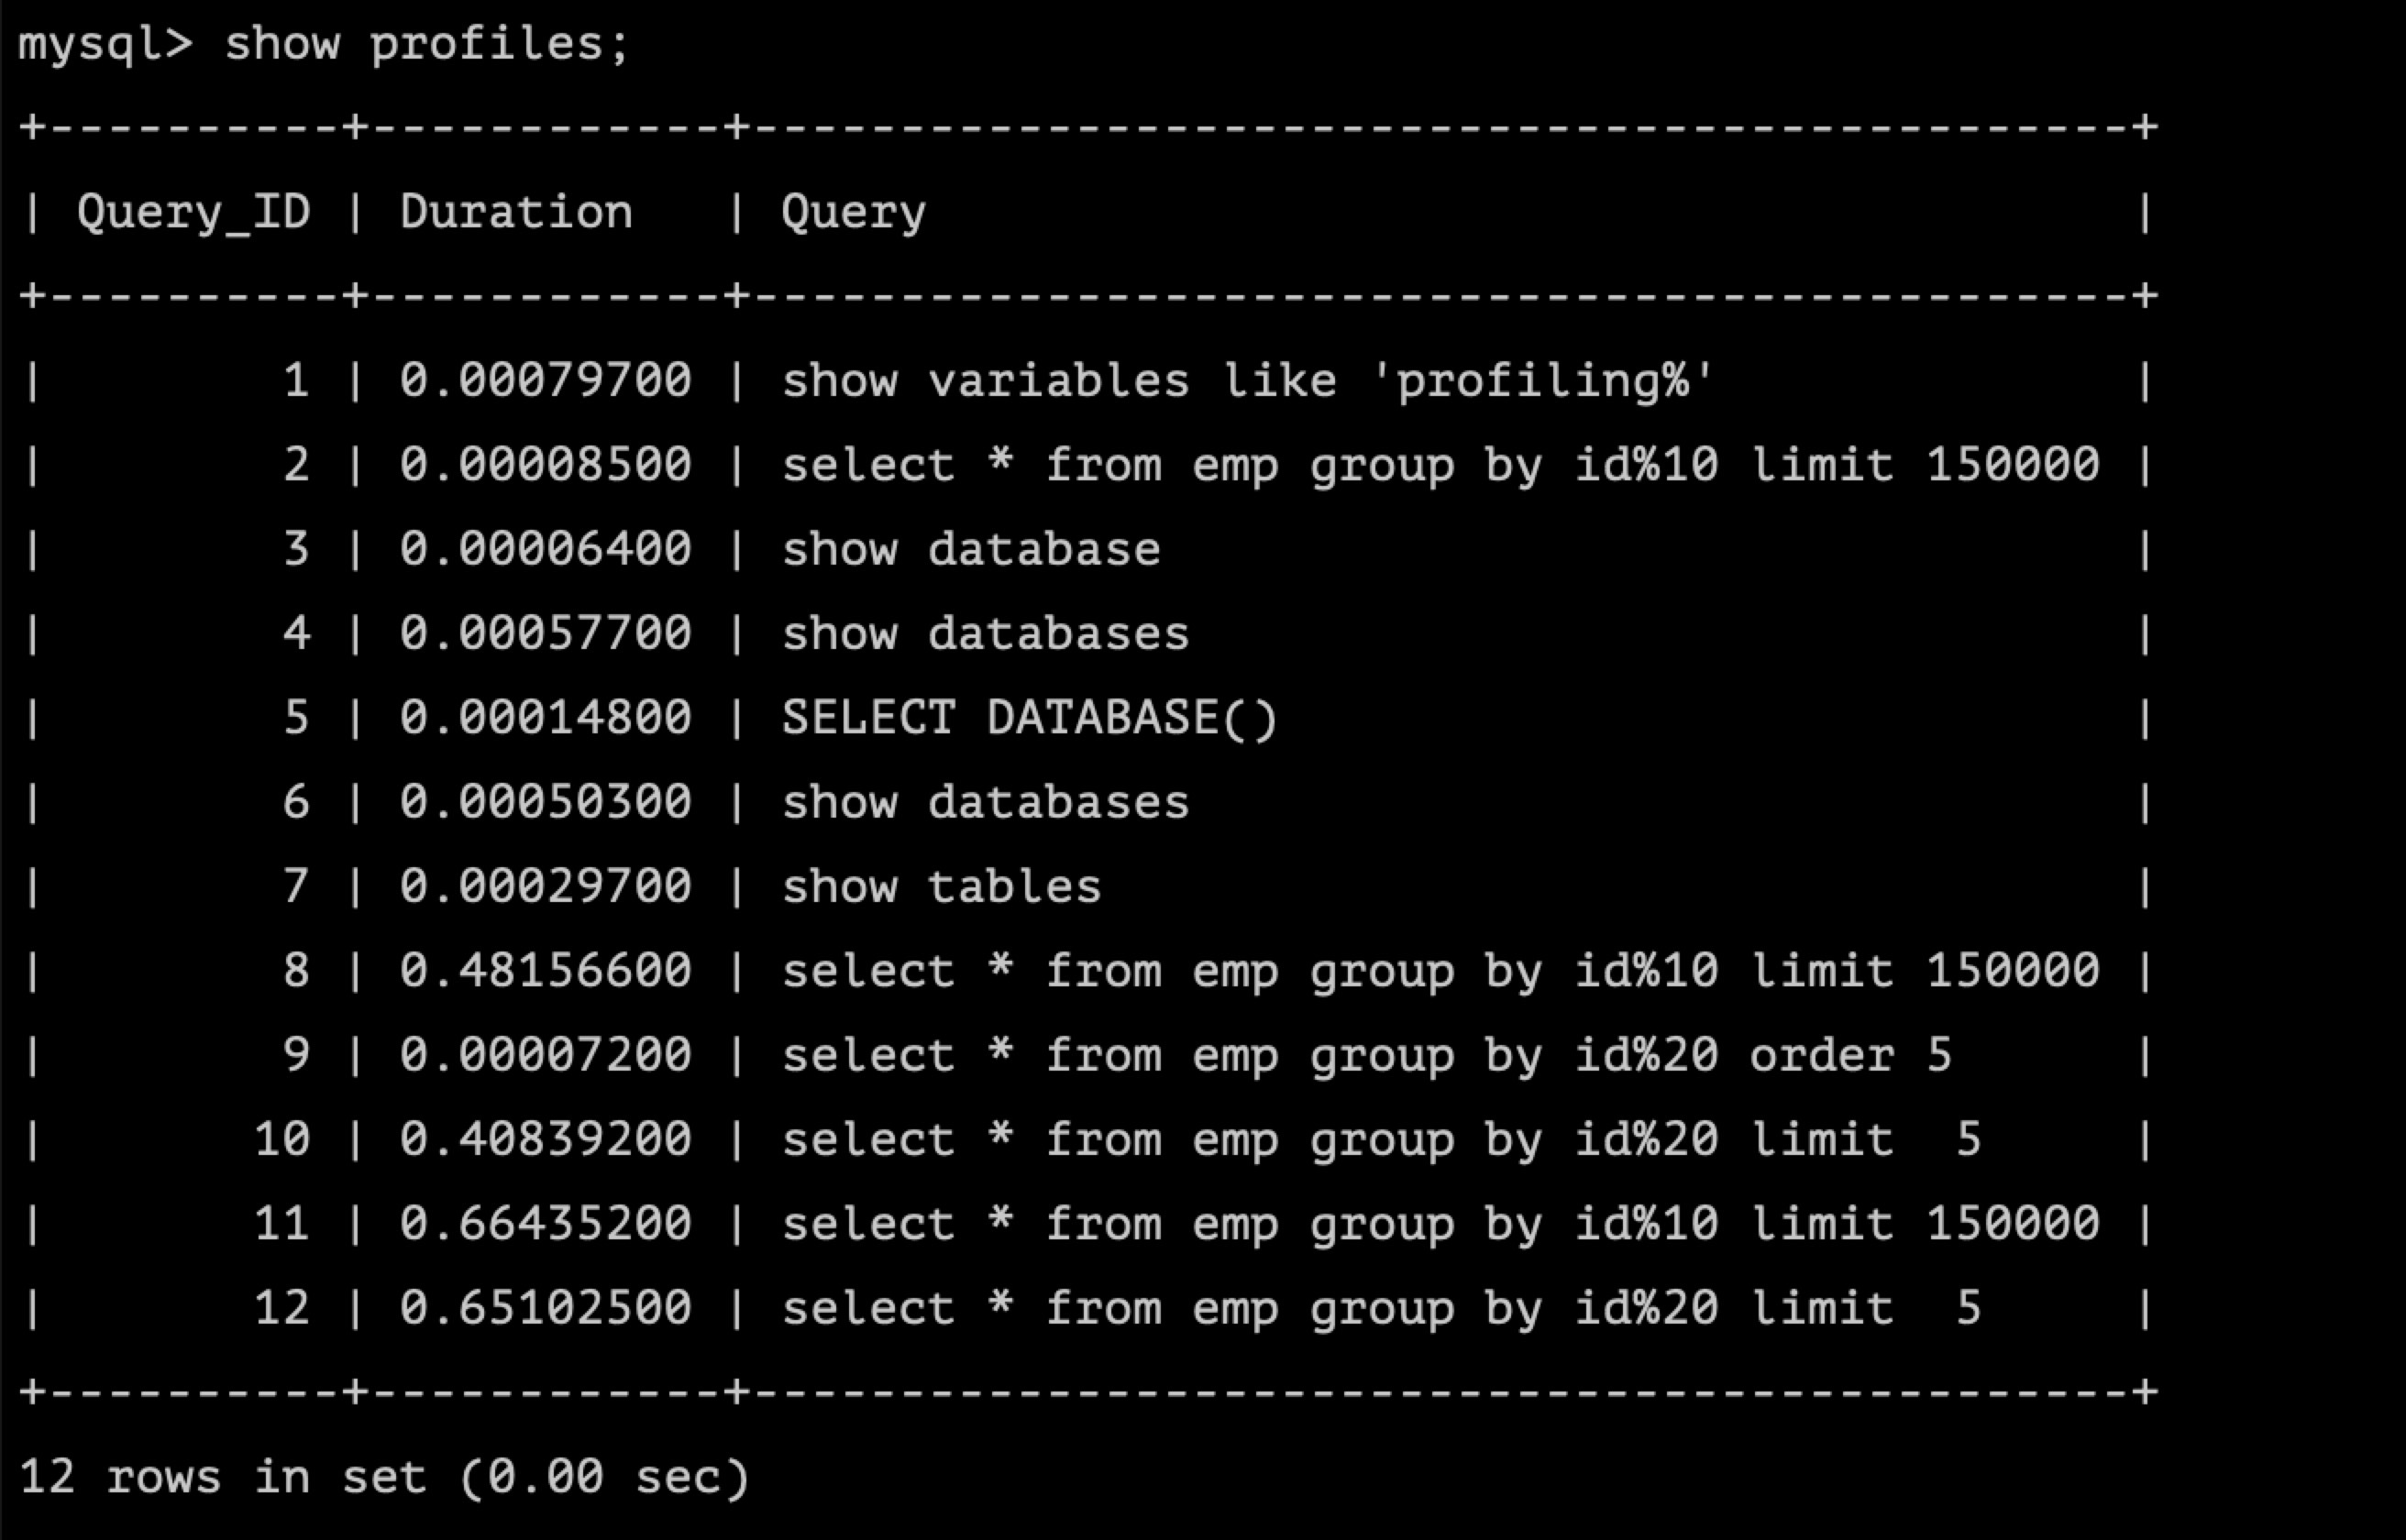 mysql> show profiles;
+----------+------------+-----------------------------------------------+
| Query_ID | Duration   | Query                                         |
+----------+------------+-----------------------------------------------+
|        1 | 0.00079700 | show variables like 'profiling%'              |
|        2 | 0.00008500 | select * from emp group by id%10 limit 150000 |
|        3 | 0.00006400 | show database                                 |
|        4 | 0.00057700 | show databases                                |
|        5 | 0.00014800 | SELECT DATABASE()                             |
|        6 | 0.00050300 | show databases                                |
|        7 | 0.00029700 | show tables                                   |
|        8 | 0.48156600 | select * from emp group by id%10 limit 150000 |
|        9 | 0.00007200 | select * from emp group by id%20 order 5      |
|       10 | 0.40839200 | select * from emp group by id%20 limit  5     |
|       11 | 0.66435200 | select * from emp group by id%10 limit 150000 |
|       12 | 0.65102500 | select * from emp group by id%20 limit  5     |
+----------+------------+-----------------------------------------------+
12 rows in set (0.00 sec)